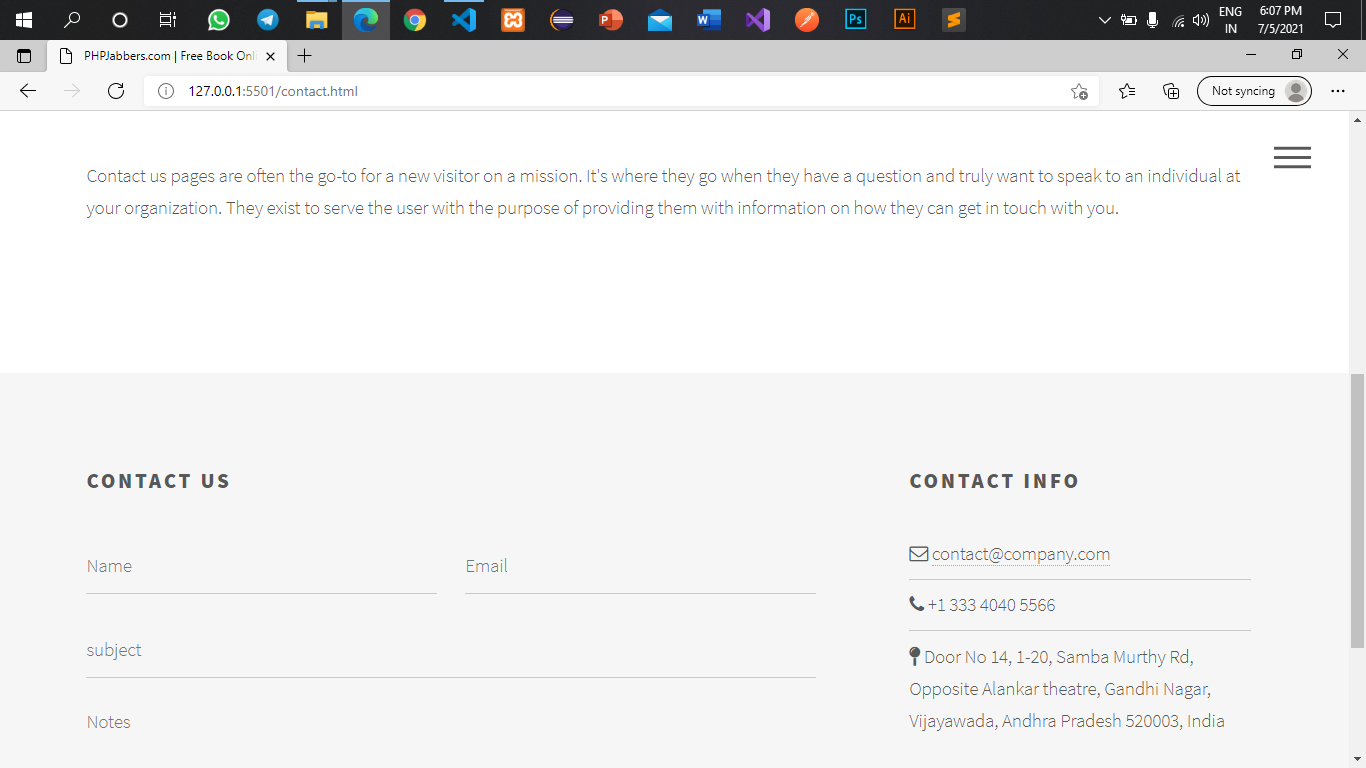 Ps
Ai
ENG
IN
6:07 PM
7/5/2021
PHPJabbers.com | Free Book Onl
127.0.0.1:5501/contact.html
Not syncing
Contact us pages are often the go-to for a new visitor on a mission. It's where they go when they have a question and truly want to speak to an individual at
your organization. They exist to serve the user with the purpose of providing them with information on how they can get in touch with you.
CONTACT US
Name
Email
subject
Notes
CONTACT INFO
contact@company.com
+1 333 4040 5566
Door No 14, 1-20, Samba Murthy Rd,
Opposite Alankar theatre, Gandhi Nagar,
Vijayawada, Andhra Pradesh 520003, India